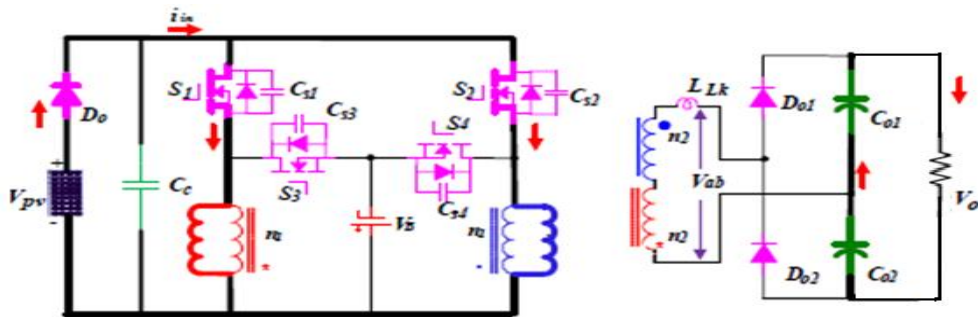 iin
S1
Cs1
S2
Cs2
Do
Cs3
S4
+
Vpv
-
Cc
S3
Cs4
n1
Vb
n1
*
LLk
n2
Vab
n2
*
Do1
Co1
Vo
Do2
Co2